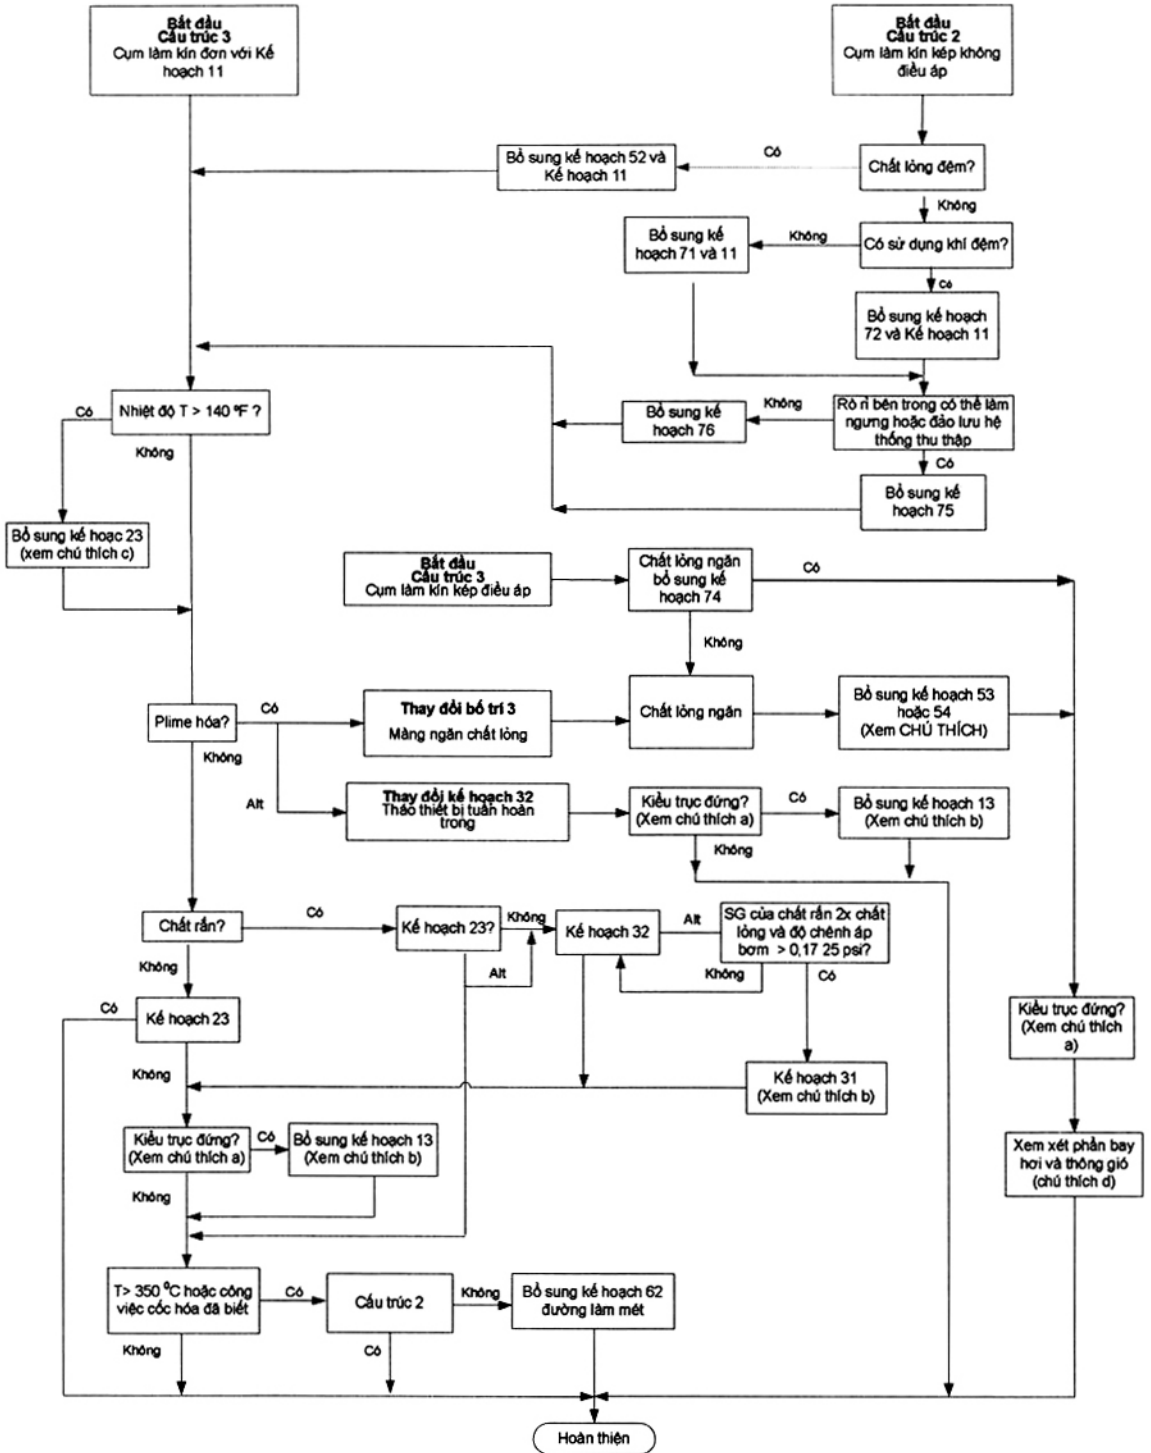 Bắt đầu
Cấu trúc 3
Cụm làm kín đơn với Kế
hoạch 11
Bắt đầu
Cấu trúc 2
Cụm làm kín kép không
điều áp
Bổ sung kế hoạch 52 và
Kế hoạch 11
Có
Chất lỏng đệm?
Không
Bổ sung kế
hoạch 71 và 11
Không
Có sử dụng khí đệm?
Có
Bổ sung kế hoạch
72 và Kế hoạch 11
Nhiệt độ T > 140 ºF ?
Có
Không
Bổ sung kế
hoạch 76
Không
Rò rỉ bên trong có thể làm
ngưng hoặc đảo lưu hệ
thống thu thập
Có
Bổ sung kế
hoạch 75
Bổ sung kế hoạc 23
(xem chú thích c)
Bắt đầu
Cấu trúc 3
Cụm làm kín kép điều áp
Chất lỏng ngăn
bổ sung kế
hoạch 74
Có
Không
Plime hóa?
Có
Không
Thay đổi bố trí 3
Màng ngăn chất lỏng
Chất lỏng ngăn
Bổ sung kế hoạch 53
hoặc 54
(Xem CHÚ THÍCH)
Alt
Thay đổi kế hoạch 32
Tháo thiết bị tuần hoàn
trong
Kiểu trục đứng?
(Xem chú thích a)
Có
Bổ sung kế hoạch 13
(Xem chú thích b)
Không
Chất rắn?
Có
Kế hoạch 23?
Không
Kế hoạch 32
Alt
SG của chất rắn 2x chất
lỏng và độ chênh áp
bơm > 0,17 25 psi?
Không
Alt
Không
Có
Có
Kế hoạch 23
Kiểu trục đứng?
(Xem chú thích
a)
Không
Kế hoạch 31
(Xem chú thích b)
Kiểu trục đứng?
(Xem chú thích a)
Có
Bổ sung kế hoạch 13
(Xem chú thích b)
Xem xét phần bay
hơi và thông gió
(chú thích d)
Không
T> 350 ⁰C hoặc công
việc cốc hóa đã biết
Có
Cấu trúc 2
Không
Bổ sung kế hoạch 62
đường làm mét
Không
Có
Hoàn thiện